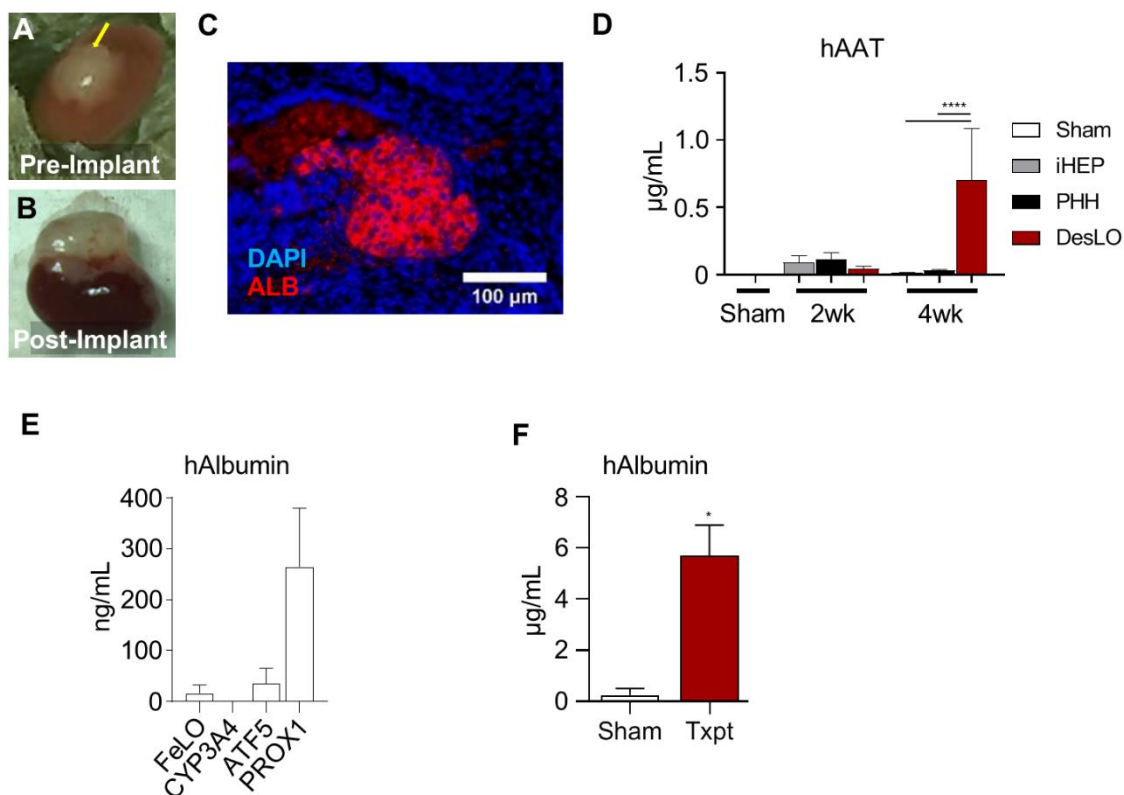 A
Pre-Implant
B
Post-Implant
C
DAPI
ALB
100 µm
D
hAAT
µg/mL
1.5
1.0
0.5
0
Sham
2wk
4wk
****
Sham
iHEP
PHH
DesLO
E
hAlbumin
ng/mL
400
300
200
100
0
FeLO
CYP3A4
ATF5
PROX1
F
hAlbumin
µg/mL
8
6
4
2
0
*
Sham
Txpt